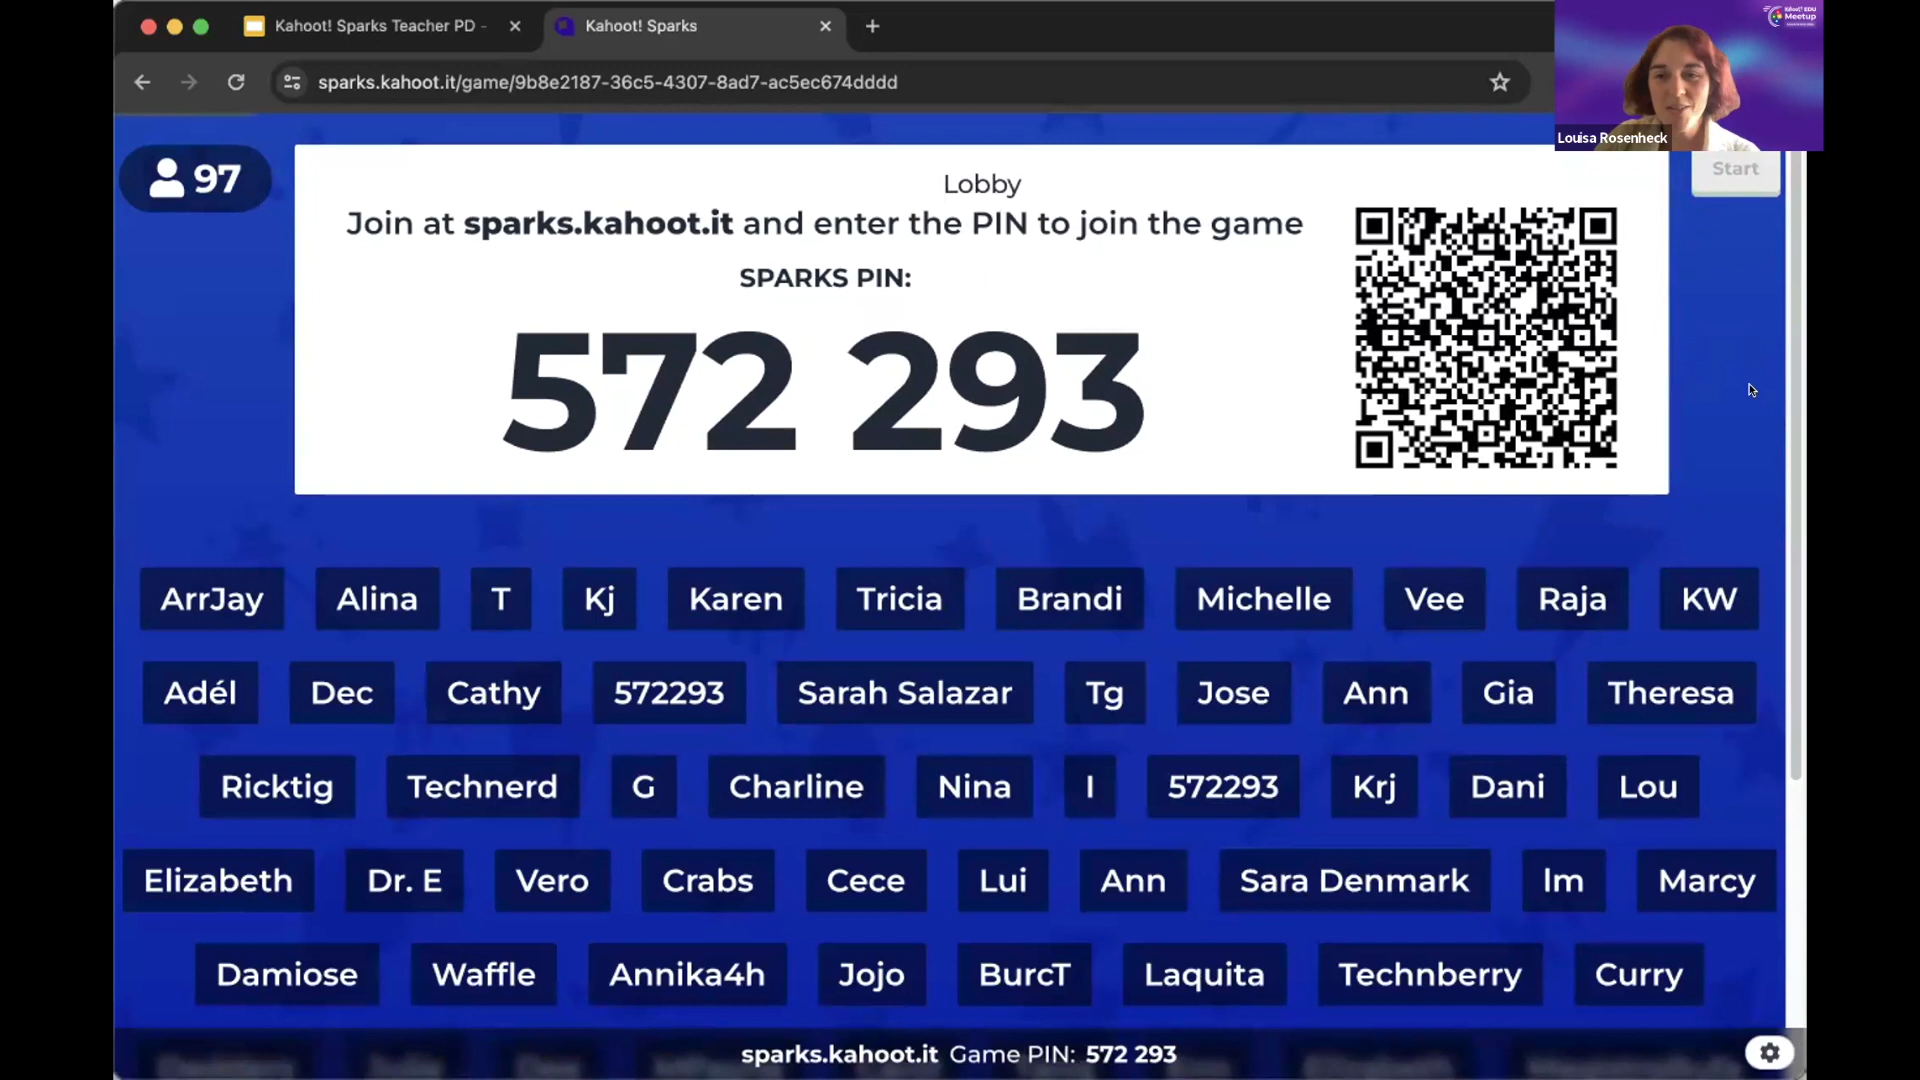 Kahoot! Sparks Teacher PD -
Kahoot! Sparks
sparks.kahoot.it/game/9b8e2187-36c5-4307-8ad7-ac5ec674dddd
Kahoot! EDU
Meetup
Louisa Rosenheck
97
Start
Lobby
Join at sparks.kahoot.it and enter the PIN to join the game
SPARKS PIN:
572 293
ArrJay Alina T Kj Karen Tricia Brandi Michelle Vee Raja KW
Adél Dec Cathy 572293 Sarah Salazar Tg Jose Ann Gia Theresa
Ricktig Technerd G Charline Nina I 572293 Krj Dani Lou
Elizabeth Dr. E Vero Crabs Cece Lui Ann Sara Denmark Marcy
Damiose Waffle Annika4h Jojo BurcT Laquita Technberry Curry
sparks.kahoot.it Game PIN: 572 293